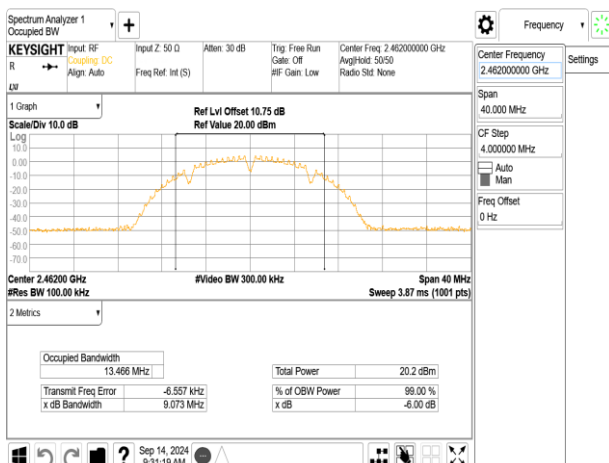 Spectrum Analyzer 1
Occupied BW
Frequency
KEYSIGHT
R
LXI
Input: RF
Coupling: DC
Align: Auto
Input Z: 50 Ω
Freq Ref: Int (S)
Atten: 30 dB
Trig: Free Run
Gate: Off
#IF Gain: Low
Center Freq: 2.462000000 GHz
Avg|Hold: 50/50
Radio Std: None
Center Frequency
2.462000000 GHz
Settings
Span
40.000 MHz
CF Step
4.000000 MHz
Auto
Man
Freq Offset
0 Hz
1 Graph
Scale/Div 10.0 dB
Ref Lvl Offset 10.75 dB
Ref Value 20.00 dBm
Log
10.0
0.00
-10.0
-20.0
-30.0
-40.0
-50.0
-60.0
-70.0
Center 2.46200 GHz
#Video BW 300.00 kHz
Span 40 MHz
#Res BW 100.00 kHz
Sweep 3.87 ms (1001 pts)
2 Metrics
Occupied Bandwidth
13.466 MHz
Total Power 20.2 dBm
Transmit Freq Error -6.557 kHz
% of OBW Power 99.00 %
x dB Bandwidth 9.073 MHz
x dB -6.00 dB
?
Sep 14, 2024
9:31:19 AM